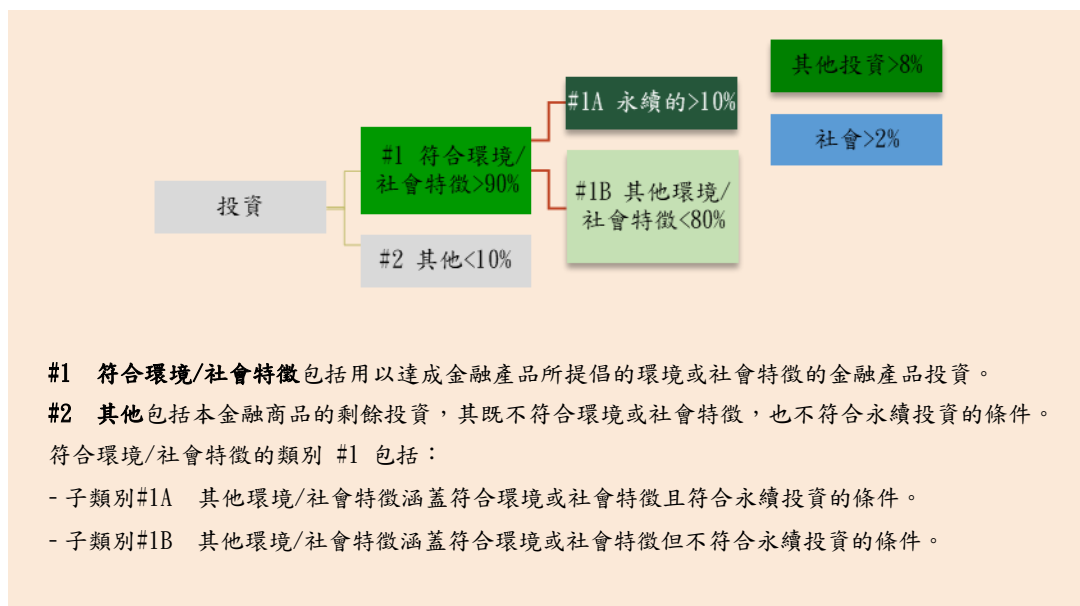 其他投資>8%
#1A 永續的>10%
社會>2%
#1 符合環境/
社會特徵>90%
#1B 其他環境/
社會特徵<80%
投資
#2 其他<10%
#1 符合環境/社會特徵包括用以達成金融產品所提倡的環境或社會特徵的金融產品投資。
#2 其他包括本金融商品的剩餘投資，其既不符合環境或社會特徵，也不符合永續投資的條件。
符合環境/社會特徵的類別 #1 包括：
-子類別#1A 其他環境/社會特徵涵蓋符合環境或社會特徵且符合永續投資的條件。
-子類別#1B 其他環境/社會特徵涵蓋符合環境或社會特徵但不符合永續投資的條件。